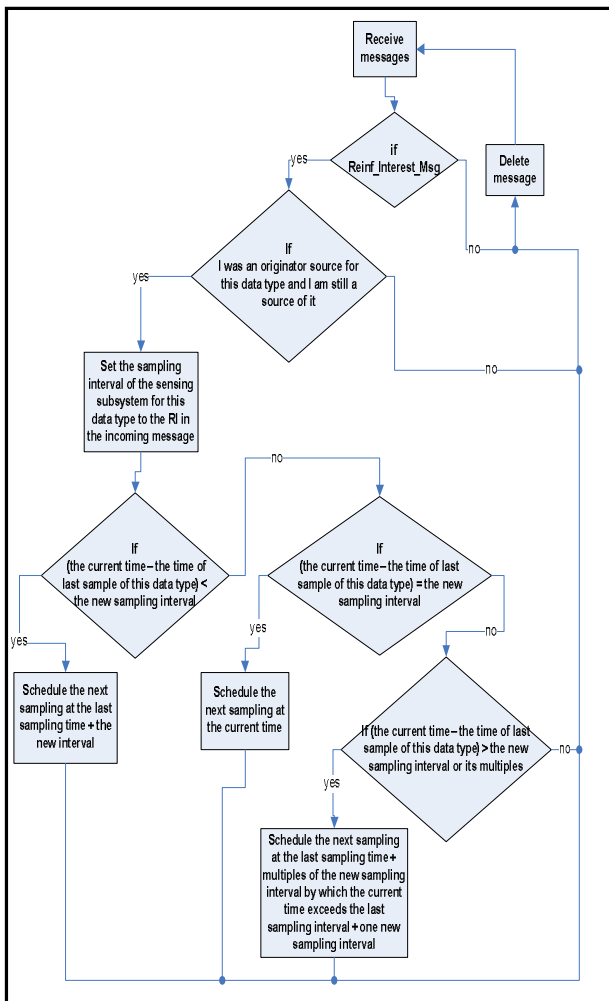 Receive
messages
if
Reinf_Interest_Msg
Delete
message
yes
no
If
I was an originator source for
this data type and I am still a
source of it
yes
no
Set the sampling
interval of the sensing
subsystem for this
data type to the RI in
the incoming message
no
If
(the current time – the time of
last sample of this data type) <
the new sampling interval
If
(the current time – the time of last
sample of this data type) = the new
sampling interval
yes
yes
no
Schedule the next
sampling at the last
sampling time + the
new interval
Schedule the
next sampling at
the current time
If (the current time – the time of last
sample of this data type) > the new
sampling interval or its multiples
no
yes
Schedule the next sampling
at the last sampling time +
multiples of the new sampling
interval by which the current
time exceeds the last
sampling interval + one new
sampling interval